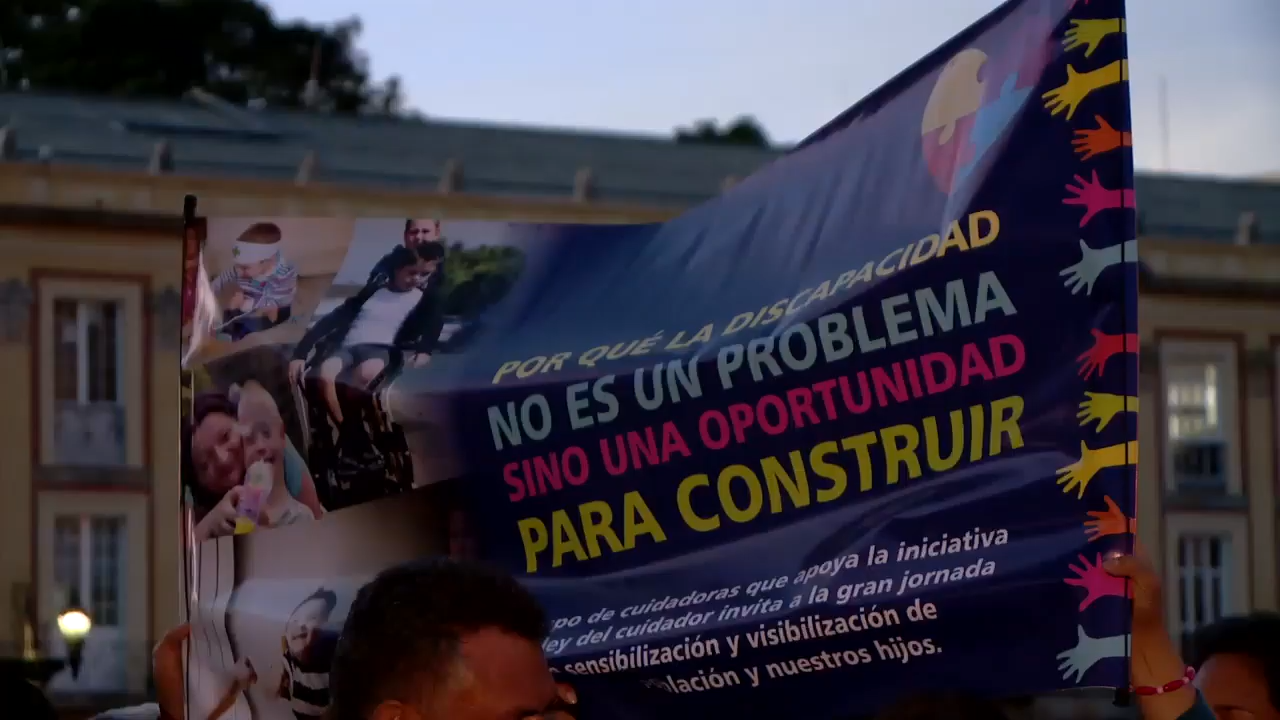 POR QUÉ LA DISCAPACIDAD
NO ES UN PROBLEMA
SINO UNA OPORTUNIDAD
PARA CONSTRUIR
de cuidadoras que apoya la iniciativa
del cuidador invita a la gran jornada
sensibilización y visibilización de
y nuestros hijos.